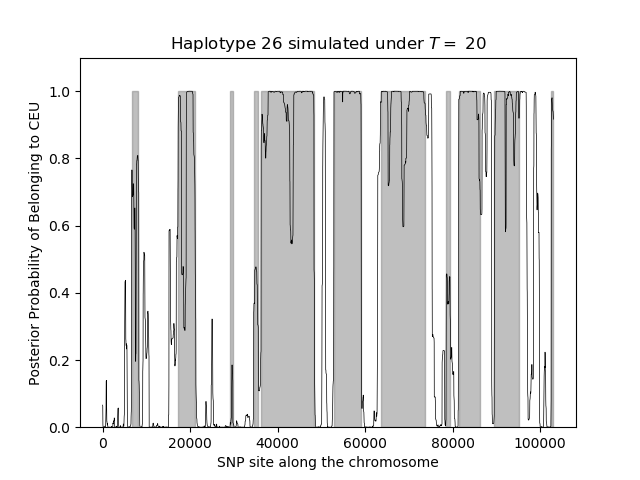 Haplotype 26 simulated under T = 20
Posterior Probability of Belonging to CEU
1.0
0.8
0.6
0.4
0.2
0.0
0 20000 40000 60000 80000 100000
SNP site along the chromosome